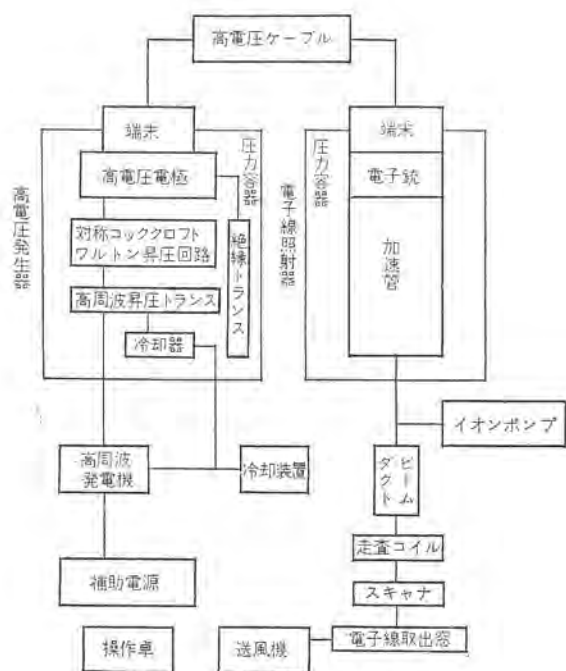 高電圧ケーブル
端末
圧力容器
高電圧電極
高電圧発生器
対称コッククロフト
ワルトン昇圧回路
絶縁トランス
高周波昇圧トランス
冷却器
端末
圧力容器
電子銃
電子線照射器
加速管
イオンポンプ
高周波
発電機
冷却装置
ビーム
ダクト
走査コイル
補助電源
スキャナ
操作卓
送風機
電子線取出窓